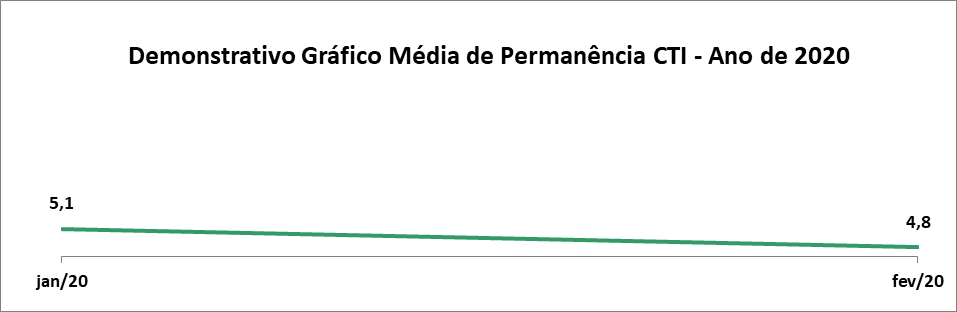 Demonstrativo Gráfico Média de Permanência CTI - Ano de 2020
5,1
4,8
jan/20
fev/20